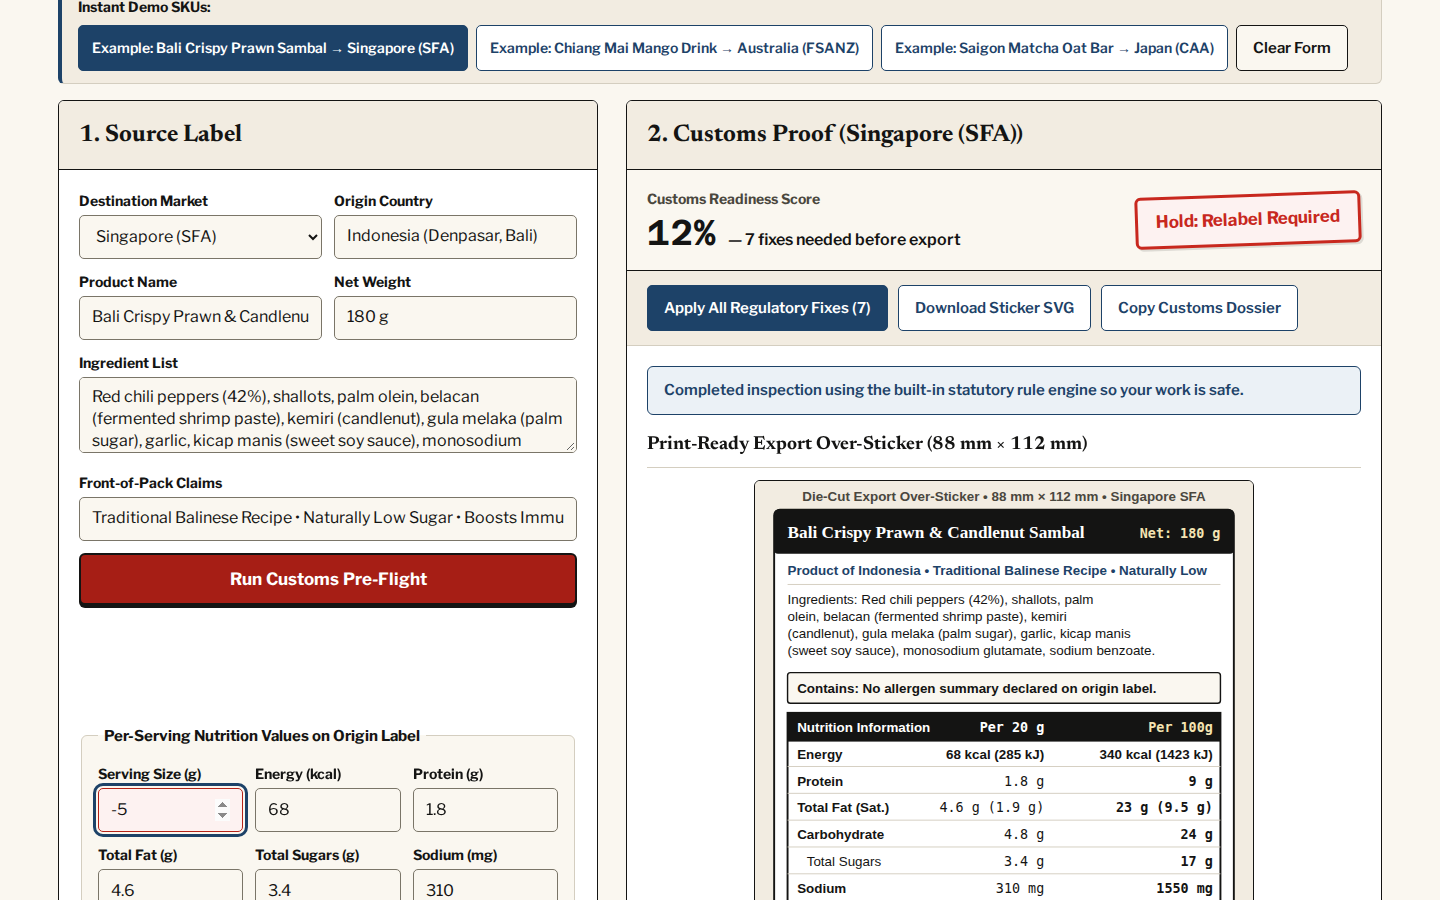 Instant Demo SKUs:
Example: Bali Crispy Prawn Sambal → Singapore (SFA)
Example: Chiang Mai Mango Drink → Australia (FSANZ)
Example: Saigon Matcha Oat Bar → Japan (CAA)
Clear Form
1. Source Label
Destination Market
Origin Country
Singapore (SFA)
Indonesia (Denpasar, Bali)
Product Name
Net Weight
Bali Crispy Prawn & Candlenu
180 g
Ingredient List
Red chili peppers (42%), shallots, palm olein, belacan
(fermented shrimp paste), kemiri (candlenut), gula melaka (palm
sugar), garlic, kicap manis (sweet soy sauce), monosodium
Front-of-Pack Claims
Traditional Balinese Recipe • Naturally Low Sugar • Boosts Immu
Run Customs Pre-Flight
Per-Serving Nutrition Values on Origin Label
Serving Size (g)
Energy (kcal)
Protein (g)
-5
68
1.8
Total Fat (g)
Total Sugars (g)
Sodium (mg)
4.6
3.4
310
2. Customs Proof (Singapore (SFA))
Customs Readiness Score
12% — 7 fixes needed before export
Hold: Relabel Required
Apply All Regulatory Fixes (7)
Download Sticker SVG
Copy Customs Dossier
Completed inspection using the built-in statutory rule engine so your work is safe.
Print-Ready Export Over-Sticker (88 mm × 112 mm)
Die-Cut Export Over-Sticker • 88 mm × 112 mm • Singapore SFA
Bali Crispy Prawn & Candlenut Sambal
Net: 180 g
Product of Indonesia • Traditional Balinese Recipe • Naturally Low
Ingredients: Red chili peppers (42%), shallots, palm
olein, belacan (fermented shrimp paste), kemiri
(candlenut), gula melaka (palm sugar), garlic, kicap manis
(sweet soy sauce), monosodium glutamate, sodium benzoate.
Contains: No allergen summary declared on origin label.
Nutrition Information Per 20 g Per 100g
Energy 68 kcal (285 kJ) 340 kcal (1423 kJ)
Protein 1.8 g 9 g
Total Fat (Sat.) 4.6 g (1.9 g) 23 g (9.5 g)
Carbohydrate 4.8 g 24 g
Total Sugars 3.4 g 17 g
Sodium 310 mg 1550 mg